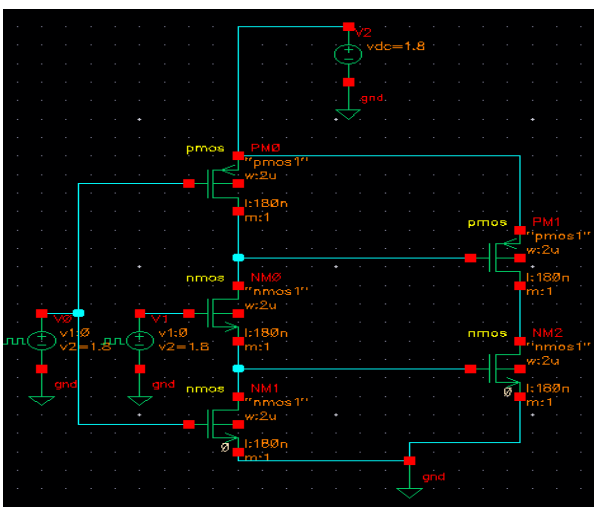 V2
vdc=1.8
gnd
pmos PM0
"pmos1"
w:2u
l:180n
m:1
pmos PM1
"pmos1"
w:2u
l:180n
m:1
nmos NM0
"nmos1"
w:2u
l:180n
m:1
V0
v1:0
v2=1.8
gnd
V1
v1:0
v2=1.8
gnd
nmos NM2
"nmos1"
w:2u
l:180n
m:1
0
nmos NM1
"nmos1"
w:2u
l:180n
m:1
0
gnd